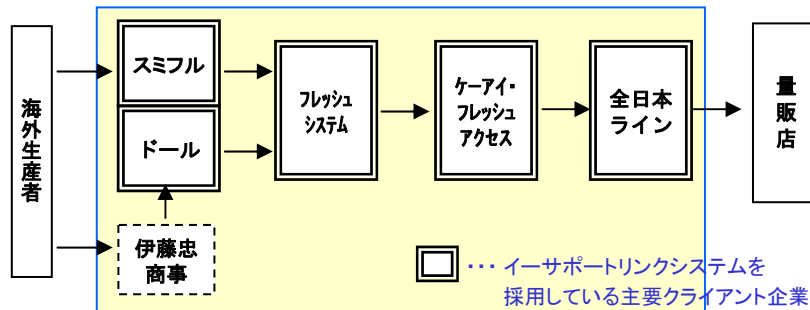 海外生産者
スミフル
ドール
伊藤忠
商事
フレッシュ
システム
ケーアイ・
フレッシュ
アクセス
全日本
ライン
量販店
・・・ イーサポートリンクシステムを
採用している主要クライアント企業